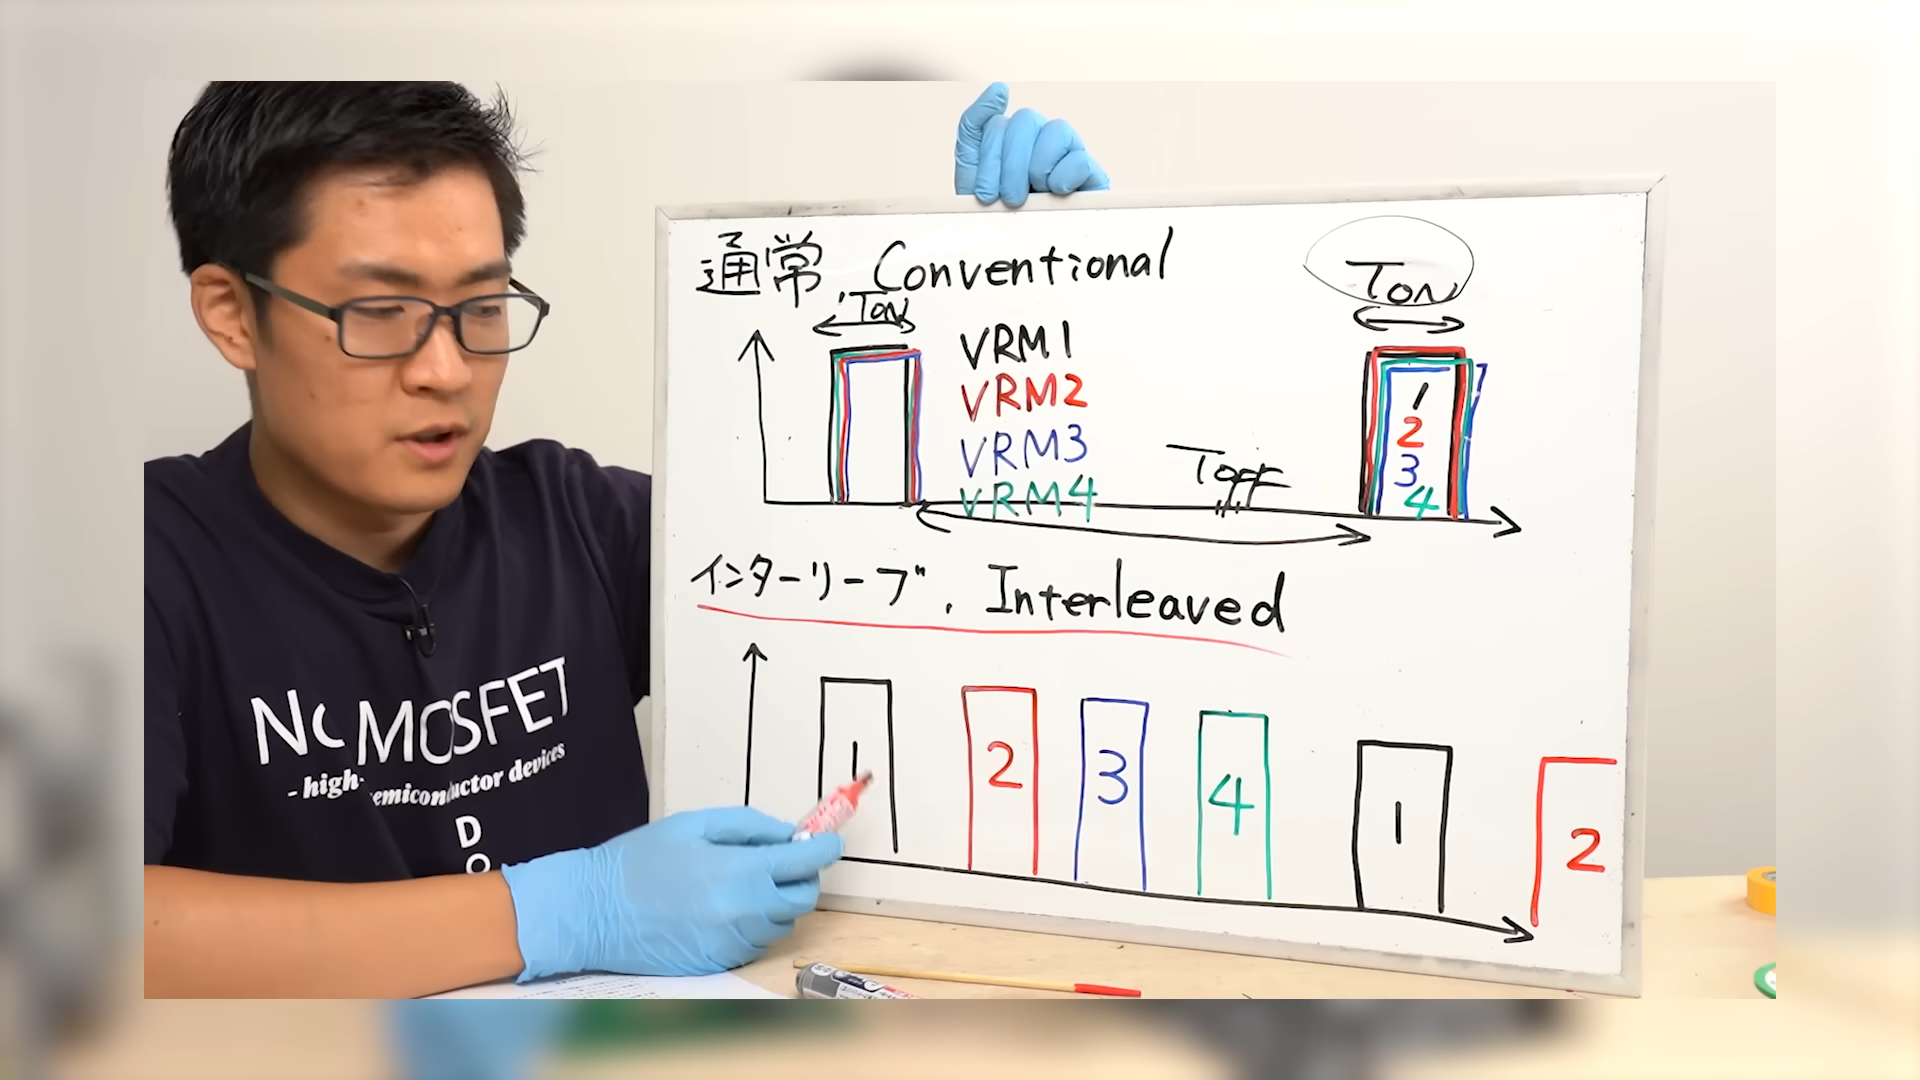 通常, Conventional
TON
TON
VRM1
VRM2
VRM3
VRM4
TOFF
1
2
3
4
インターリーブ, Interleaved
1
2
3
4
1
2
MOSFET
- high
emiconductor devices
D